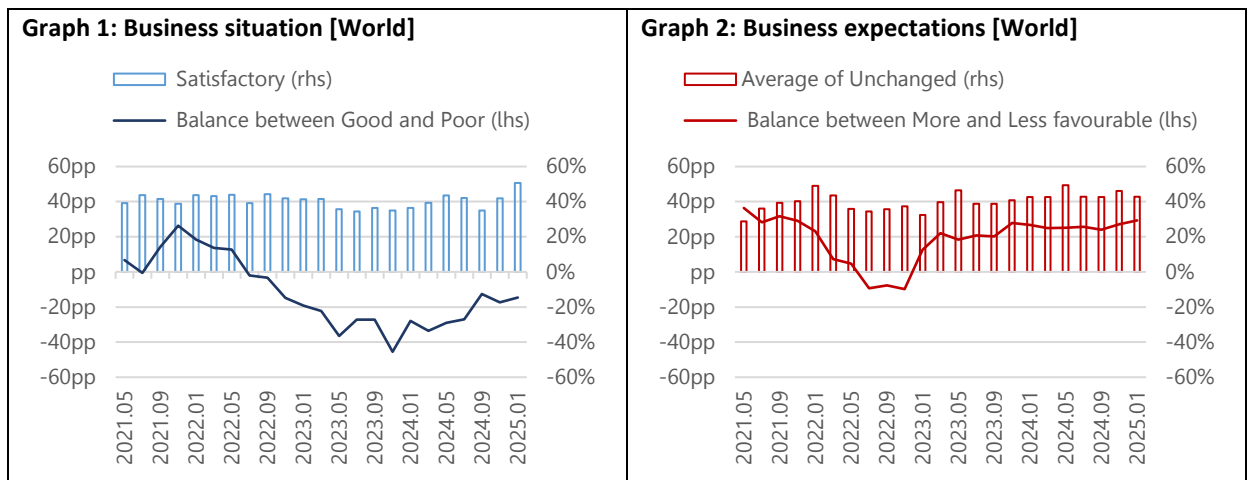 Graph 1: Business situation [World]
Satisfactory (rhs)
Balance between Good and Poor (lhs)
60pp
40pp
20pp
pp
-20pp
-40pp
-60pp
60%
40%
20%
0%
-20%
-40%
-60%
2021.05
2021.09
2022.01
2022.05
2022.09
2023.01
2023.05
2023.09
2024.01
2024.05
2024.09
2025.01
Graph 2: Business expectations [World]
Average of Unchanged (rhs)
Balance between More and Less favourable (lhs)
60pp
40pp
20pp
pp
-20pp
-40pp
-60pp
60%
40%
20%
0%
-20%
-40%
-60%
2021.05
2021.09
2022.01
2022.05
2022.09
2023.01
2023.05
2023.09
2024.01
2024.05
2024.09
2025.01